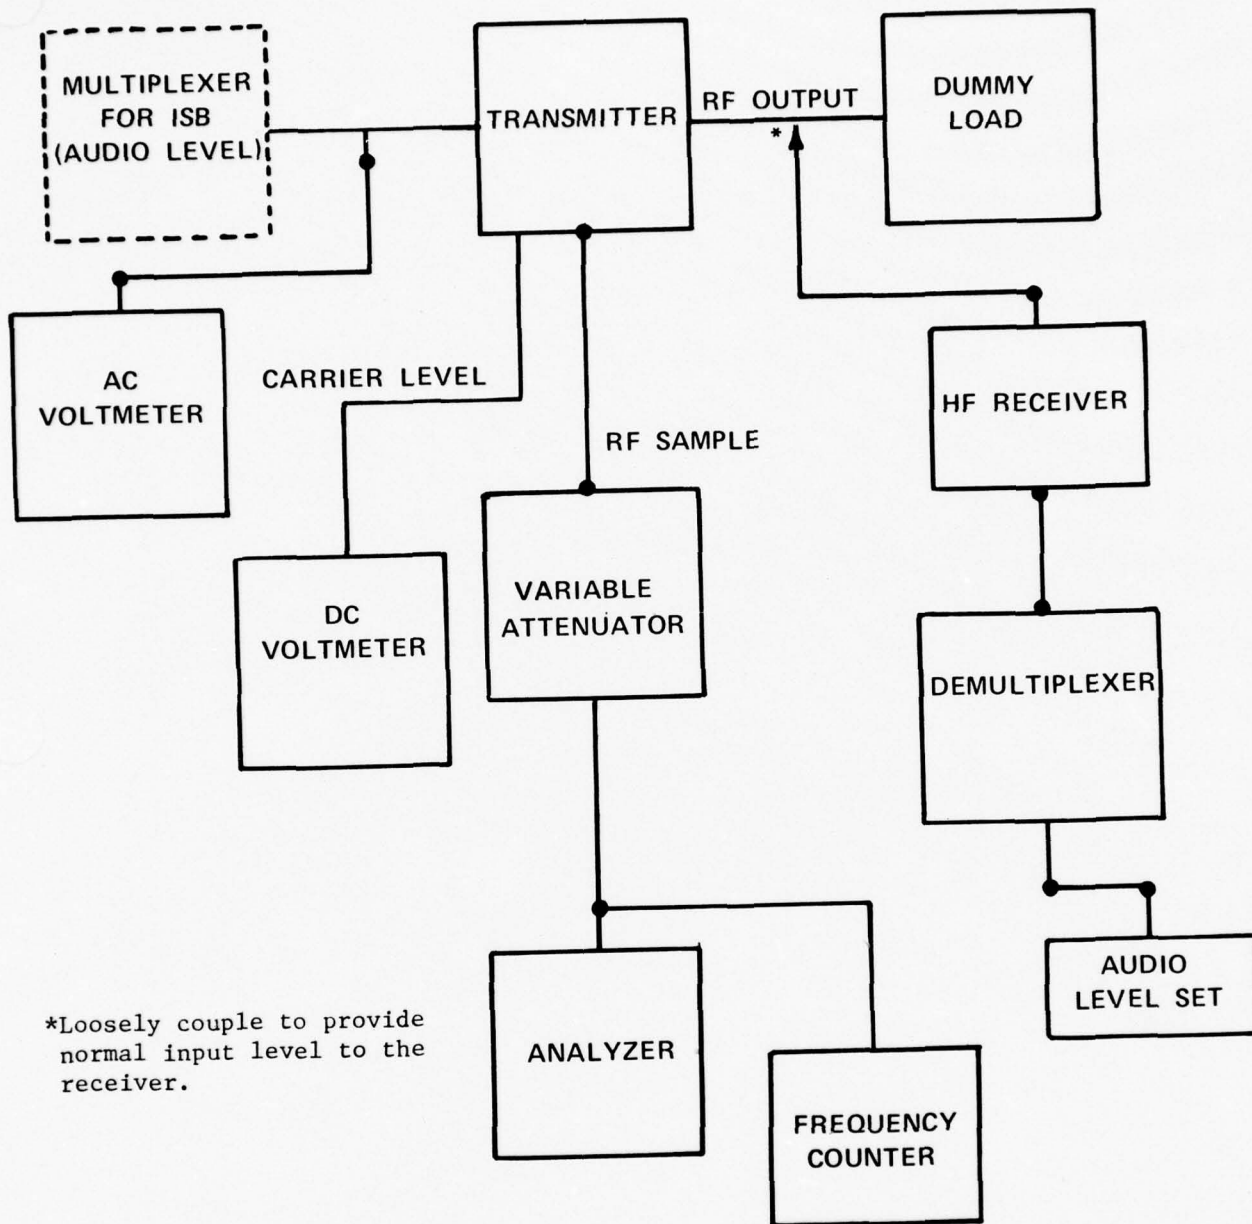 MULTIPLEXER
FOR ISB
(AUDIO LEVEL)
TRANSMITTER
RF OUTPUT
*
DUMMY
LOAD
AC
VOLTMETER
CARRIER LEVEL
RF SAMPLE
HF RECEIVER
DC
VOLTMETER
VARIABLE
ATTENUATOR
DEMULTIPLEXER
AUDIO
LEVEL SET
*Loosely couple to provide
normal input level to the
receiver.
ANALYZER
FREQUENCY
COUNTER